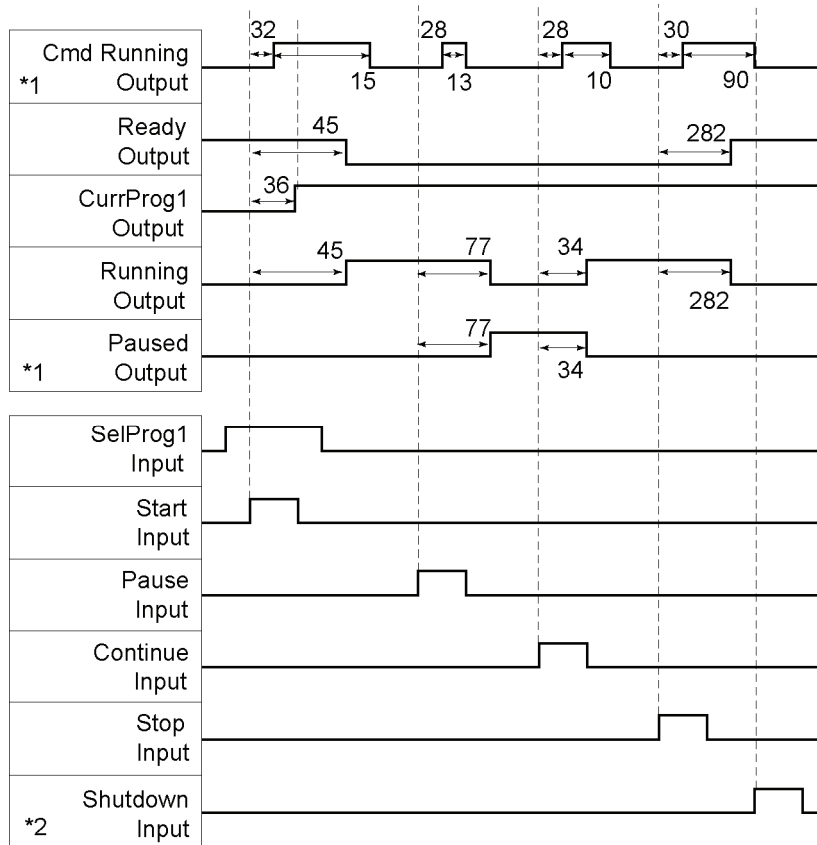 32
28
28
30
Cmd Running
*1 Output
15
13
10
90
Ready
Output
45
282
CurrProg1
Output
36
Running
Output
45
77
34
282
Paused
*1 Output
77
34
SelProg1
Input
Start
Input
Pause
Input
Continue
Input
Stop
Input
Shutdown
*2 Input